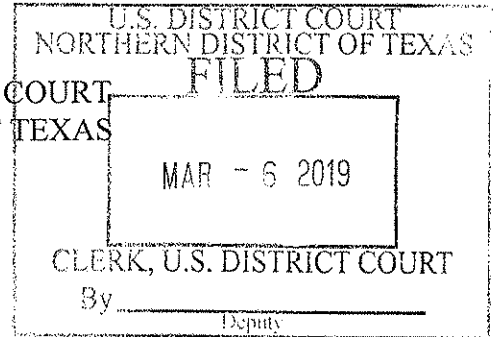 U.S. DISTRICT COURT
NORTHERN DISTRICT OF TEXAS
FILED
COURT
TEXAS
MAR - 6 2019
CLERK, U.S. DISTRICT COURT
By
Deputy